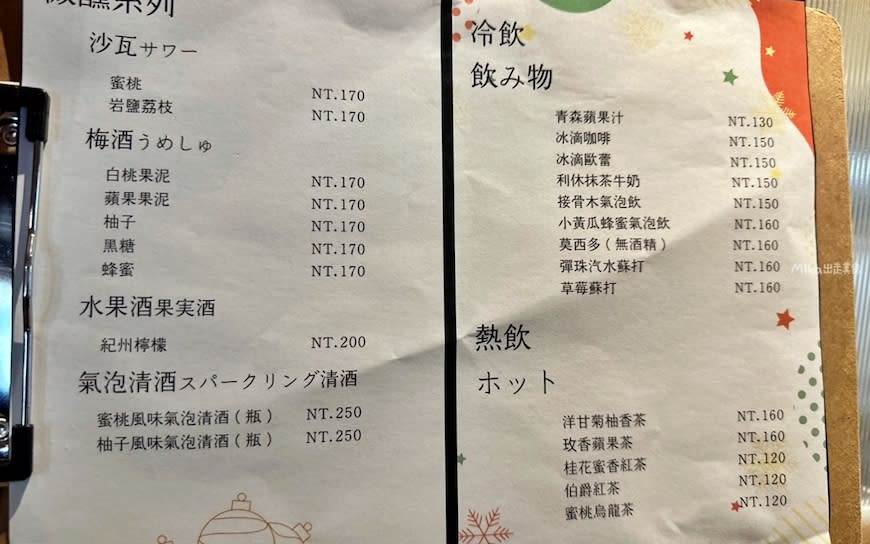 微醺系列
沙瓦サワー
蜜桃 NT.170
岩鹽荔枝 NT.170
梅酒うめしゅ
白桃果泥 NT.170
蘋果果泥 NT.170
柚子 NT.170
黑糖 NT.170
蜂蜜 NT.170
水果酒果実酒
紀州檸檬 NT.200
氣泡清酒スパークリング清酒
蜜桃風味氣泡清酒(瓶) NT.250
柚子風味氣泡清酒(瓶) NT.250
冷飲
飲み物
青森蘋果汁 NT.130
冰滴咖啡 NT.150
冰滴歐蕾 NT.150
利休抹茶牛奶 NT.150
接骨木氣泡飲 NT.150
小黃瓜蜂蜜氣泡飲 NT.160
莫西多(無酒精) NT.160
彈珠汽水蘇打 NT.160
草莓蘇打 NT.160
熱飲
ホット
洋甘菊柚香茶 NT.160
玫香蘋果茶 NT.160
桂花蜜香紅茶 NT.120
伯爵紅茶 NT.120
蜜桃烏龍茶 NT.120